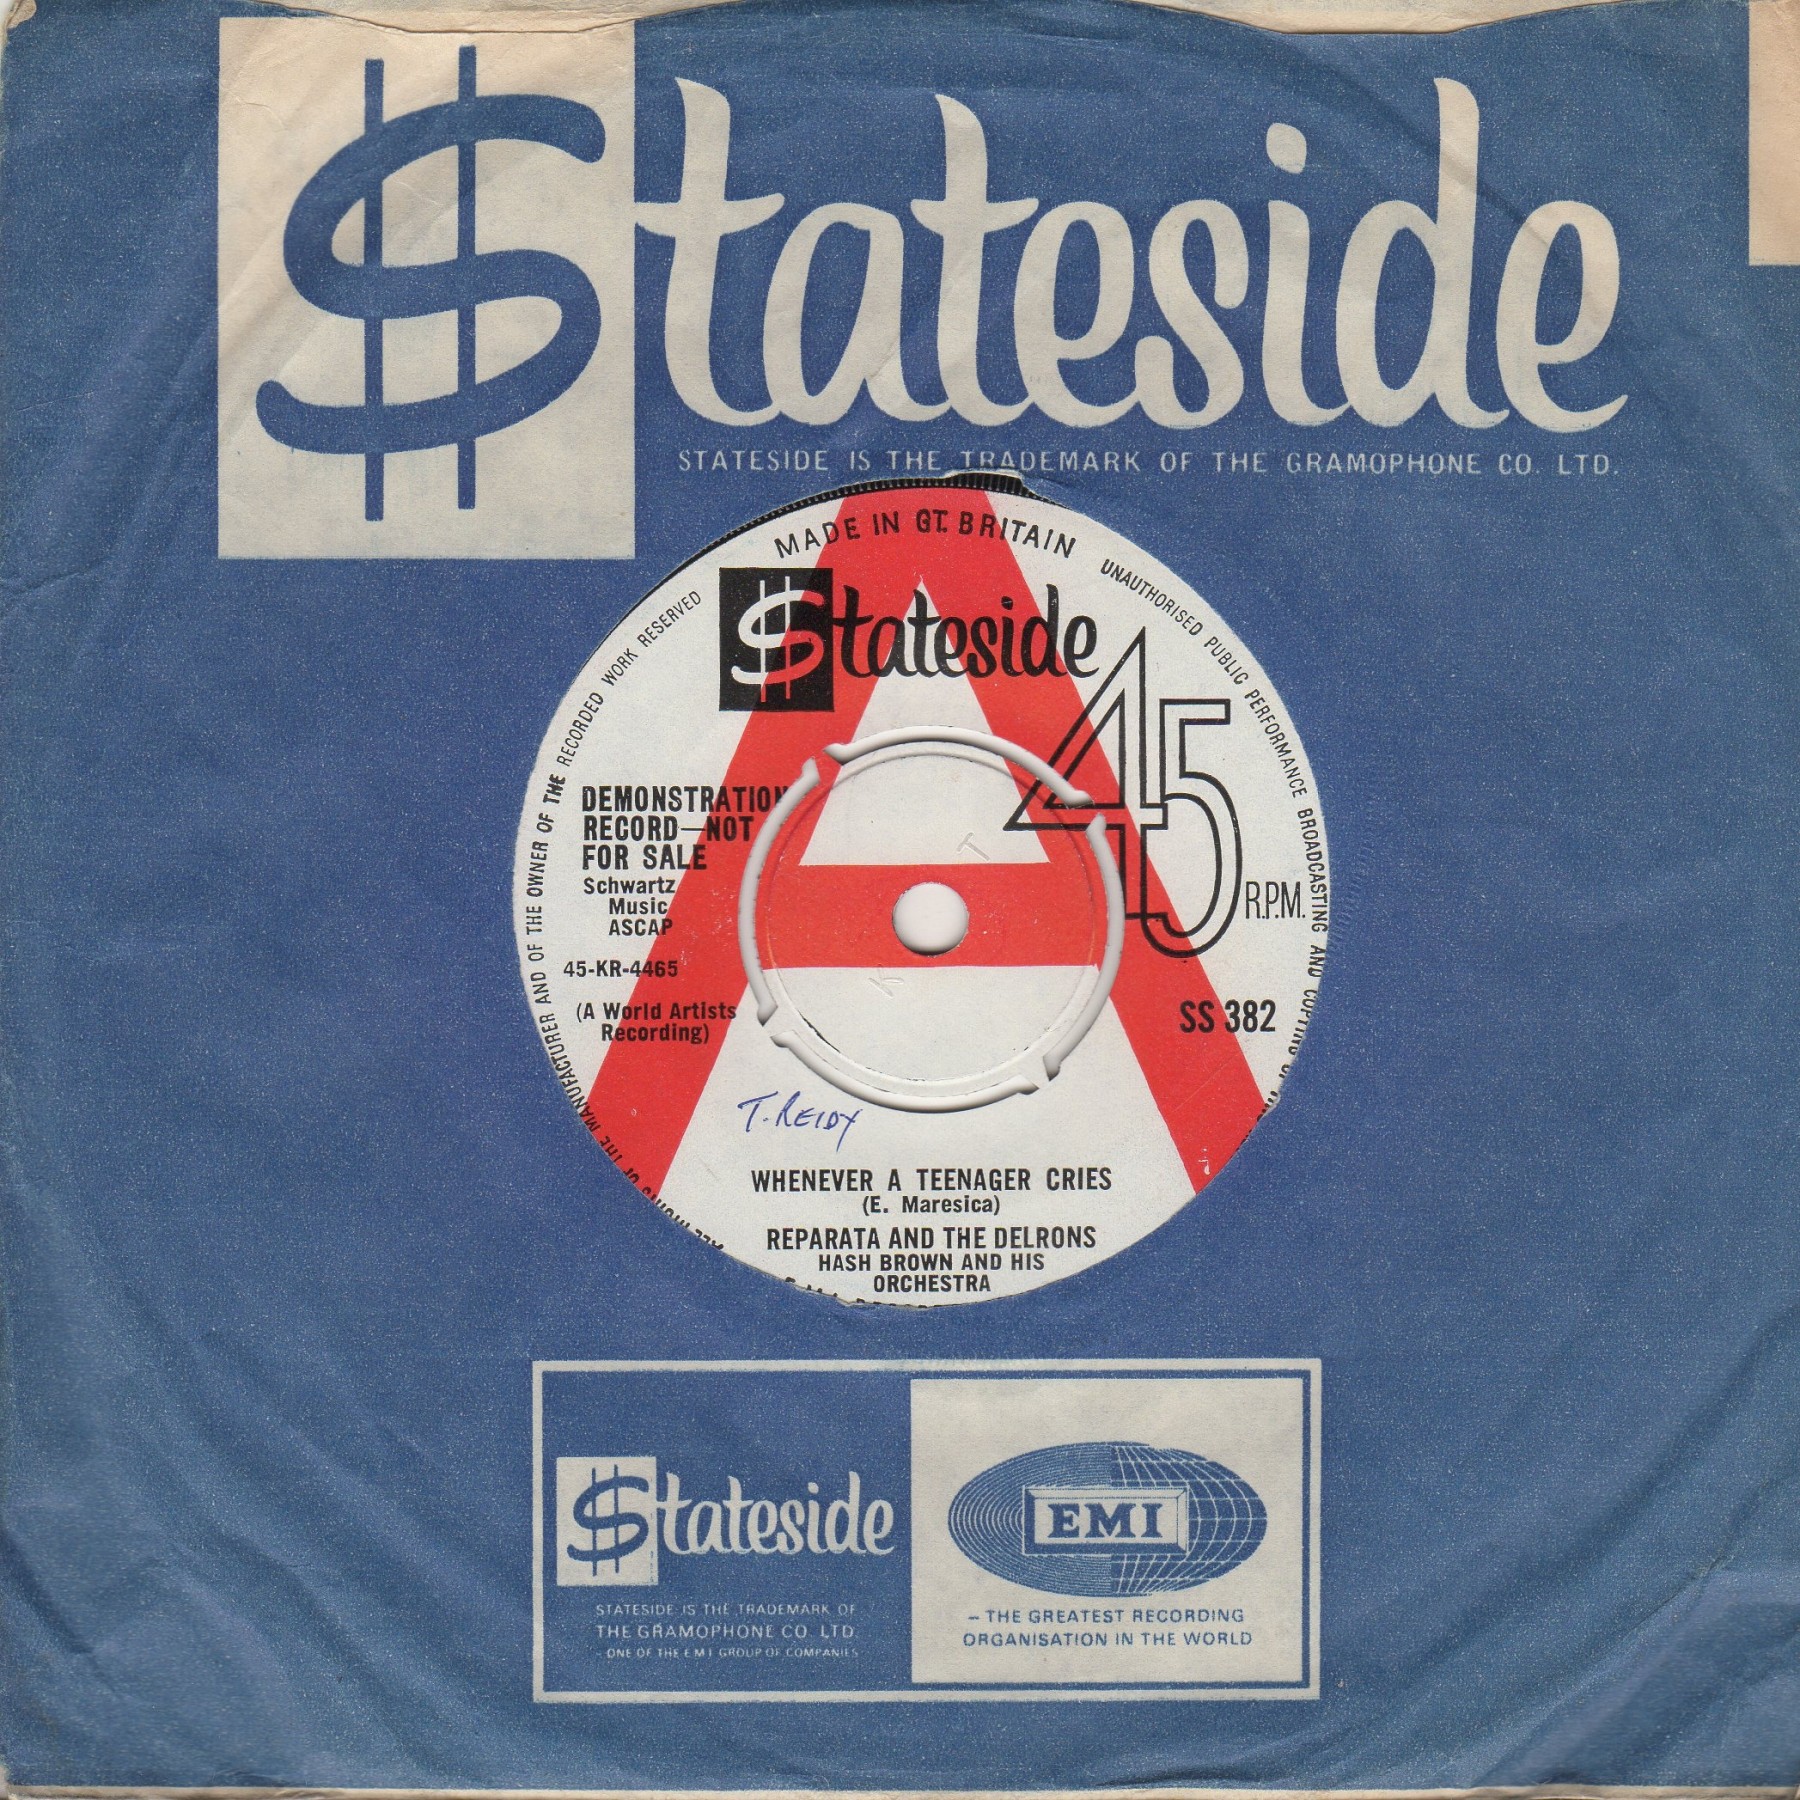 $tateside
STATESIDE IS THE TRADEMARK OF THE GRAMOPHONE CO. LTD.
MADE IN GT. BRITAIN
MANUFACTURER AND OF THE OWNER OF THE RECORDED WORK RESERVED
UNAUTHORISED PUBLIC PERFORMANCE BROADCASTING AND COPYING OF
$tateside
45
R.P.M.
DEMONSTRATION
RECORD—NOT
FOR SALE
Schwartz
Music
ASCAP
45-KR-4465
(A World Artists
Recording)
SS 382
K T
T. REIDY
WHENEVER A TEENAGER CRIES
(E. Maresica)
REPARATA AND THE DELRONS
HASH BROWN AND HIS
ORCHESTRA
$tateside
STATESIDE IS THE TRADEMARK OF
THE GRAMOPHONE CO. LTD.
- ONE OF THE E M I GROUP OF COMPANIES
EMI
– THE GREATEST RECORDING
ORGANISATION IN THE WORLD